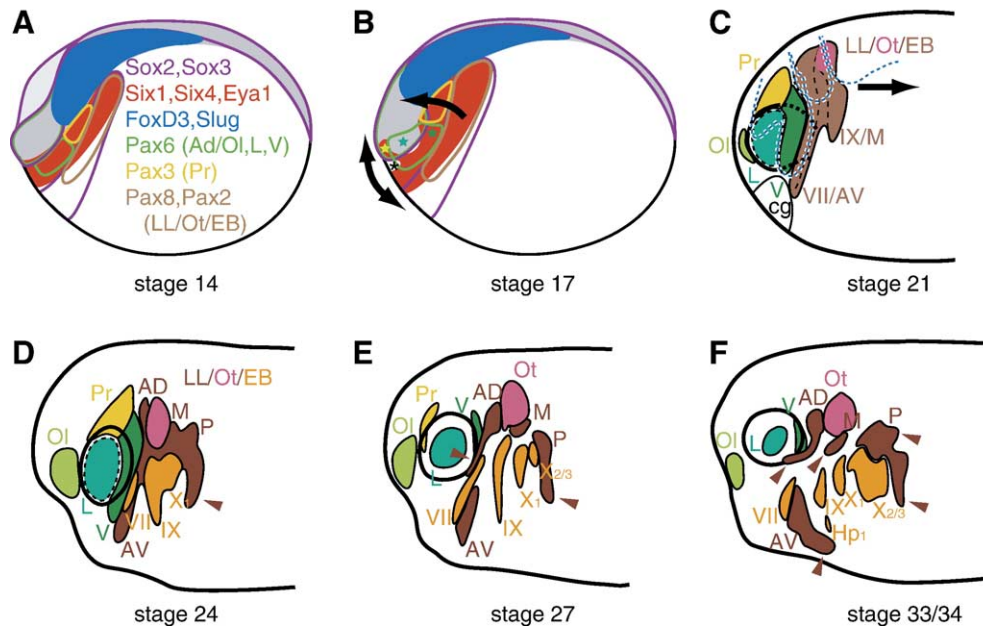 A
Sox2,Sox3
Six1,Six4,Eya1
FoxD3,Slug
Pax6 (Ad/Ol,L,V)
Pax3 (Pr)
Pax8,Pax2
(LL/Ot/EB)
stage 14
B
* * *
stage 17
C
LL/Ot/EB
Pr
Ol
IX/M
L
V
VII/AV
cg
stage 21
D
LL/Ot/EB
Pr
AD
M
P
Ol
L
V
VII
X1
IX
AV
stage 24
E
Ot
Pr
V
AD
M
Ol
P
L
X2/3
X1
VII
IX
AV
stage 27
F
Ot
V
AD
M
P
Ol
L
VII
IX
X1
X2/3
AV
Hp1
stage 33/34